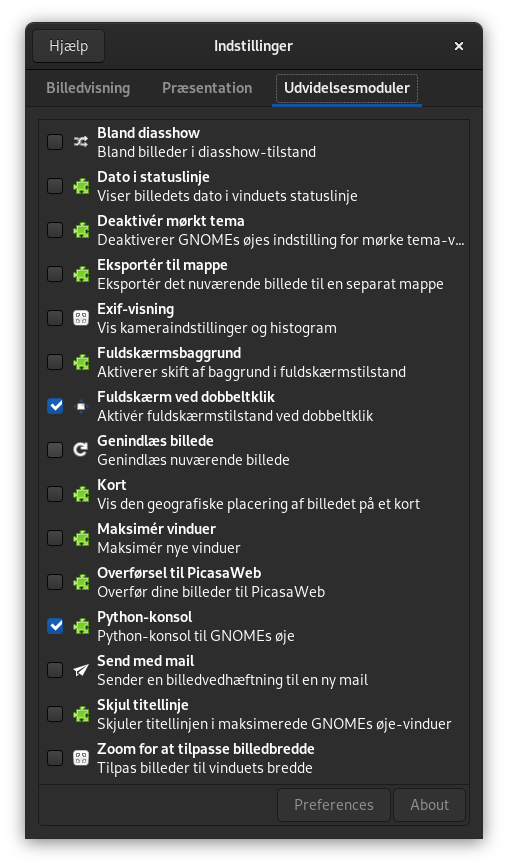 Hjælp
Indstillinger
Billedvisning
Præsentation
Udvidelsesmoduler
Bland diasshow
Bland billeder i diasshow-tilstand
Dato i statuslinje
Viser billedets dato i vinduets statuslinje
Deaktivér mørkt tema
Deaktiverer GNOMEs øjes indstilling for mørke tema-v...
Eksportér til mappe
Eksportér det nuværende billede til en separat mappe
Exif-visning
Vis kameraindstillinger og histogram
Fuldskærmsbaggrund
Aktiverer skift af baggrund i fuldskærmstilstand
Fuldskærm ved dobbeltklik
Aktivér fuldskærmstilstand ved dobbeltklik
Genindlæs billede
Genindlæs nuværende billede
Kort
Vis den geografiske placering af billedet på et kort
Maksimér vinduer
Maksimér nye vinduer
Overførsel til PicasaWeb
Overfør dine billeder til PicasaWeb
Python-konsol
Python-konsol til GNOMEs øje
Send med mail
Sender en billedvedhæftning til en ny mail
Skjul titellinje
Skjuler titellinjen i maksimerede GNOMEs øje-vinduer
Zoom for at tilpasse billedbredde
Tilpas billeder til vinduets bredde
Preferences
About